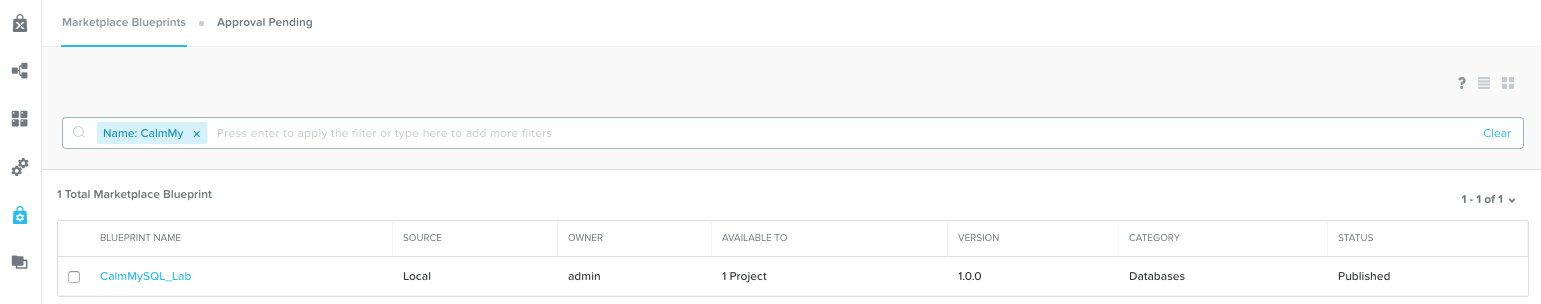 Marketplace Blueprints Approval Pending
?
Name: CalmMy × Press enter to apply the filter or type here to add more filters Clear
1 Total Marketplace Blueprint
1 - 1 of 1
BLUEPRINT NAME SOURCE OWNER AVAILABLE TO VERSION CATEGORY STATUS
CalmMySQL_Lab Local admin 1 Project 1.0.0 Databases Published